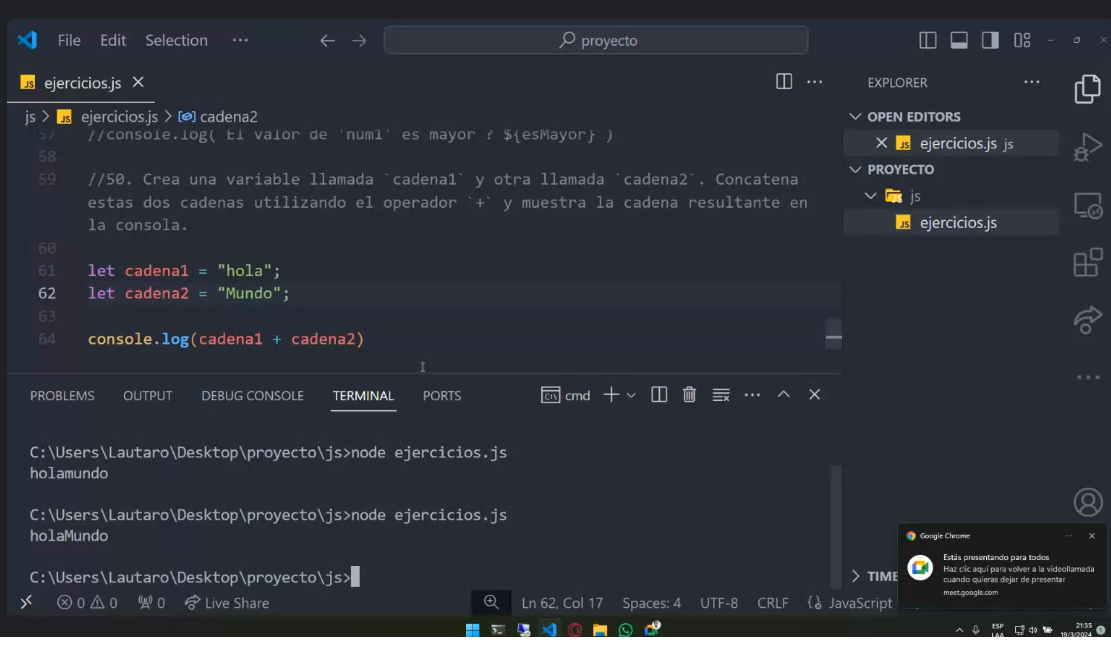 File Edit Selection ··· proyecto
ejercicios.js
js > ejercicios.js > cadena2
57 //console.log( El valor de 'num1' es mayor ? ${esMayor} )
58
59 //50. Crea una variable llamada `cadena1` y otra llamada `cadena2`. Concatena
estas dos cadenas utilizando el operador `+` y muestra la cadena resultante en
la consola.
60
61 let cadena1 = "hola";
62 let cadena2 = "Mundo";
63
64 console.log(cadena1 + cadena2)
PROBLEMS OUTPUT DEBUG CONSOLE TERMINAL PORTS cmd
C:\Users\Lautaro\Desktop\proyecto\js>node ejercicios.js
holamundo
C:\Users\Lautaro\Desktop\proyecto\js>node ejercicios.js
holaMundo
C:\Users\Lautaro\Desktop\proyecto\js>
EXPLORER
OPEN EDITORS
JS ejercicios.js js
PROYECTO
js
JS ejercicios.js
TIME
Google Chrome
Estás presentando para todos
Haz clic aquí para volver a la videollamada
cuando quieras dejar de presentar
meet.google.com
0 0 0 Live Share Ln 62, Col 17 Spaces: 4 UTF-8 CRLF JavaScript
ESP
LAA
21:35
19/3/2024